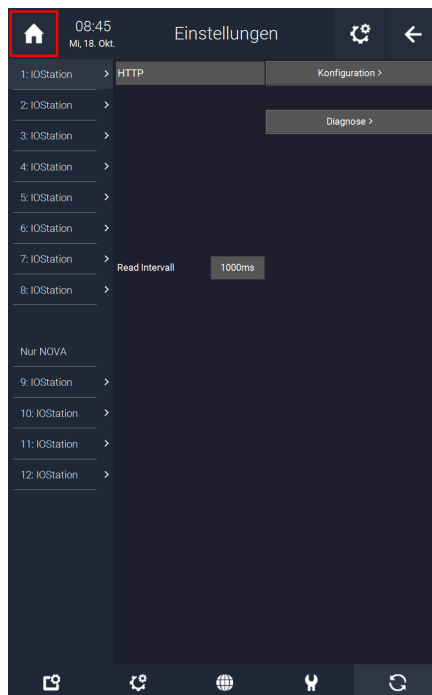 08:45
Mi, 18. Okt.
Einstellungen
1: IOStation
HTTP
Konfiguration >
2: IOStation
Diagnose >
3: IOStation
4: IOStation
5: IOStation
6: IOStation
7: IOStation
Read Intervall
1000ms
8: IOStation
Nur NOVA
9: IOStation
10: IOStation
11: IOStation
12: IOStation